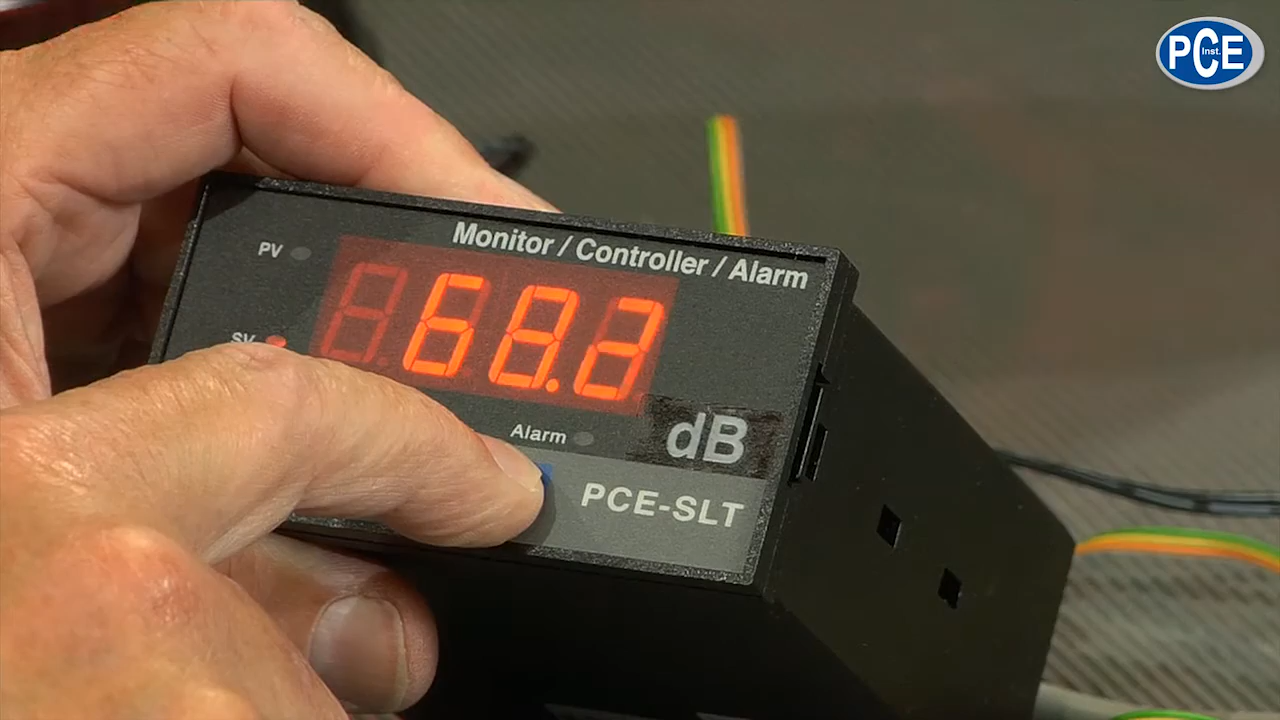 PCE
Inst.
Monitor / Controller / Alarm
PV
68.2
SV
Alarm
dB
PCE-SLT